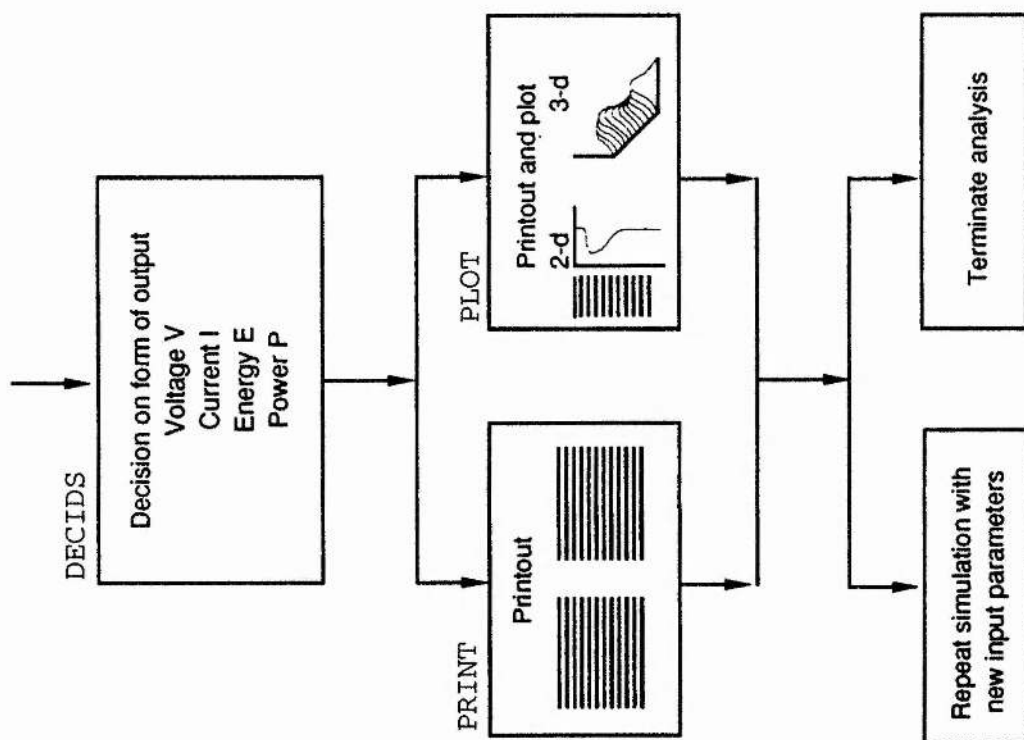 DECIDS
Decision on form of output
Voltage V
Current I
Energy E
Power P
PRINT
Printout
PLOT
Printout and plot
2-d
3-d
Repeat simulation with
new input parameters
Terminate analysis